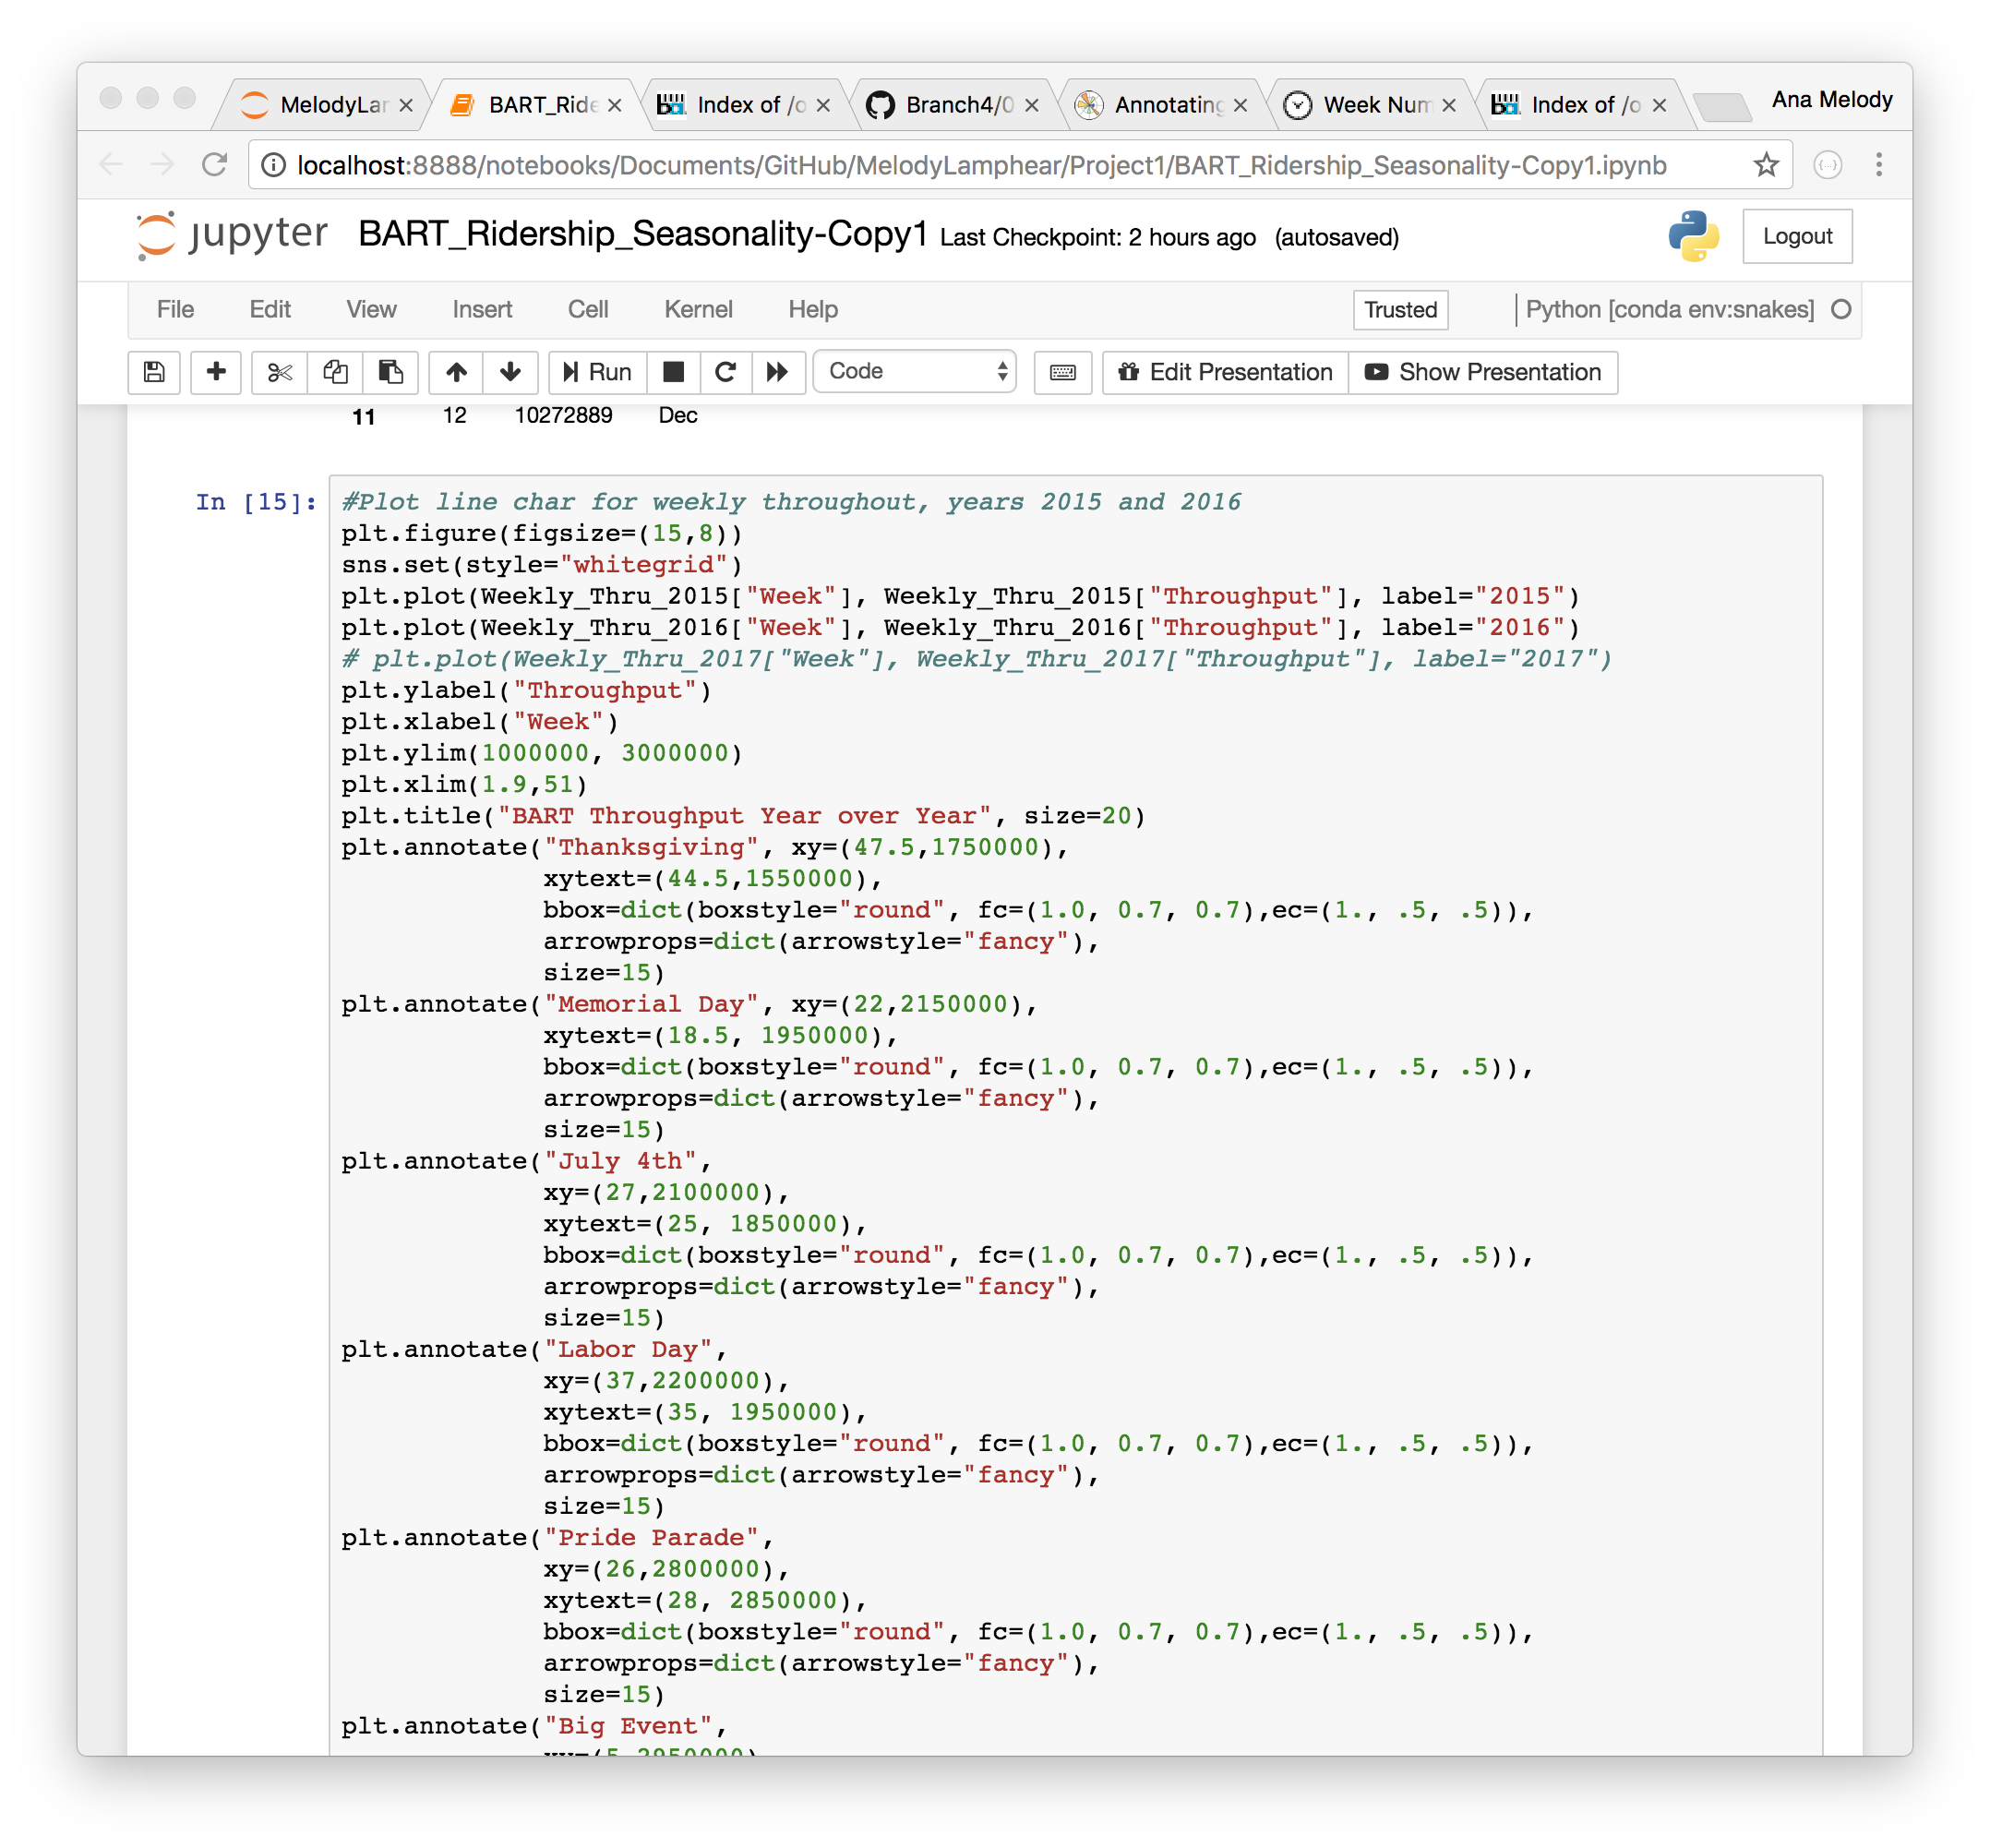 MelodyLar
BART_Ride
Index of /o
Branch4/0
Annotating
Week Num
Index of /o
Ana Melody
localhost:8888/notebooks/Documents/GitHub/MelodyLamphear/Project1/BART_Ridership_Seasonality-Copy1.ipynb
jupyter BART_Ridership_Seasonality-Copy1 Last Checkpoint: 2 hours ago (autosaved)
Logout
File Edit View Insert Cell Kernel Help Trusted Python [conda env:snakes]
Run Code Edit Presentation Show Presentation
11 12 10272889 Dec
In [15]: #Plot line char for weekly throughout, years 2015 and 2016
plt.figure(figsize=(15,8))
sns.set(style="whitegrid")
plt.plot(Weekly_Thru_2015["Week"], Weekly_Thru_2015["Throughput"], label="2015")
plt.plot(Weekly_Thru_2016["Week"], Weekly_Thru_2016["Throughput"], label="2016")
# plt.plot(Weekly_Thru_2017["Week"], Weekly_Thru_2017["Throughput"], label="2017")
plt.ylabel("Throughput")
plt.xlabel("Week")
plt.ylim(1000000, 3000000)
plt.xlim(1.9,51)
plt.title("BART Throughput Year over Year", size=20)
plt.annotate("Thanksgiving", xy=(47.5,1750000),
xytext=(44.5,1550000),
bbox=dict(boxstyle="round", fc=(1.0, 0.7, 0.7),ec=(1., .5, .5)),
arrowprops=dict(arrowstyle="fancy"),
size=15)
plt.annotate("Memorial Day", xy=(22,2150000),
xytext=(18.5, 1950000),
bbox=dict(boxstyle="round", fc=(1.0, 0.7, 0.7),ec=(1., .5, .5)),
arrowprops=dict(arrowstyle="fancy"),
size=15)
plt.annotate("July 4th",
xy=(27,2100000),
xytext=(25, 1850000),
bbox=dict(boxstyle="round", fc=(1.0, 0.7, 0.7),ec=(1., .5, .5)),
arrowprops=dict(arrowstyle="fancy"),
size=15)
plt.annotate("Labor Day",
xy=(37,2200000),
xytext=(35, 1950000),
bbox=dict(boxstyle="round", fc=(1.0, 0.7, 0.7),ec=(1., .5, .5)),
arrowprops=dict(arrowstyle="fancy"),
size=15)
plt.annotate("Pride Parade",
xy=(26,2800000),
xytext=(28, 2850000),
bbox=dict(boxstyle="round", fc=(1.0, 0.7, 0.7),ec=(1., .5, .5)),
arrowprops=dict(arrowstyle="fancy"),
size=15)
plt.annotate("Big Event",
xy=(5,2950000)